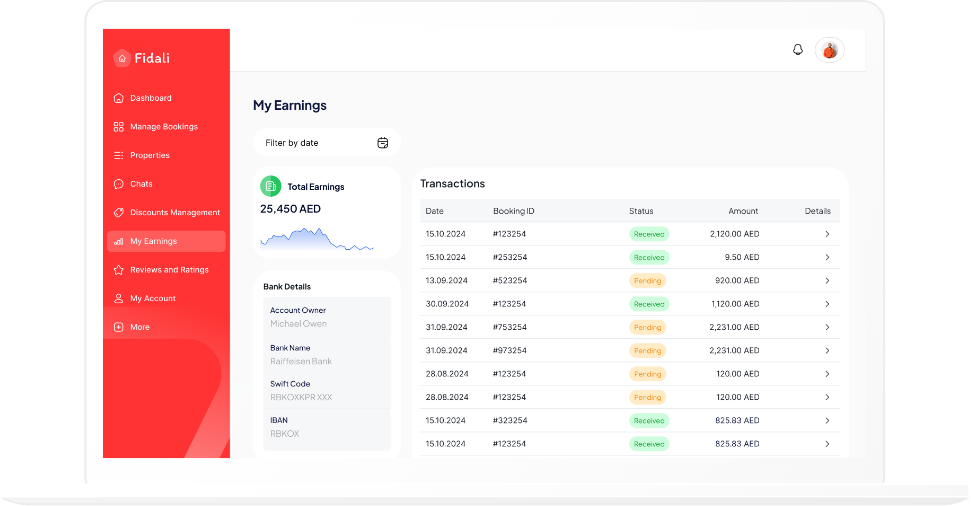 Fidali
Dashboard
Manage Bookings
Properties
Chats
Discounts Management
My Earnings
Reviews and Ratings
My Account
More
My Earnings
Filter by date
Total Earnings
25,450 AED
Bank Details
Account Owner
Michael Owen
Bank Name
Raiffeisen Bank
Swift Code
RBKOXKPR XXX
IBAN
RBKOX
Transactions
Date Booking ID Status Amount Details
15.10.2024 #123254 Received 2,120.00 AED
15.10.2024 #253254 Received 9.50 AED
13.09.2024 #523254 Pending 920.00 AED
30.09.2024 #123254 Received 1,120.00 AED
31.09.2024 #753254 Pending 2,231.00 AED
31.09.2024 #973254 Pending 2,231.00 AED
28.08.2024 #123254 Pending 120.00 AED
28.08.2024 #123254 Pending 120.00 AED
15.10.2024 #323254 Received 825.83 AED
15.10.2024 #123254 Received 825.83 AED